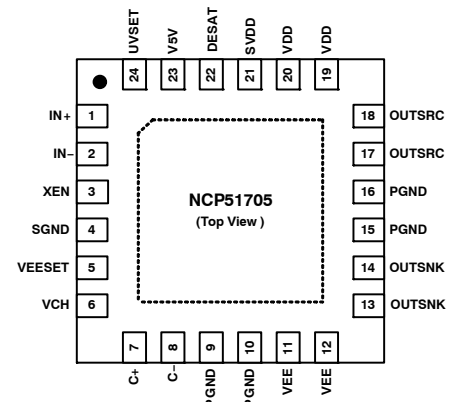 UVSET
V5V
DESAT
SVDD
VDD
VDD
24
23
22
21
20
19
IN+ 1
IN− 2
XEN 3
SGND 4
VEESET 5
VCH 6
NCP51705
(Top View )
18 OUTSRC
17 OUTSRC
16 PGND
15 PGND
14 OUTSNK
13 OUTSNK
7
8
9
10
11
12
C+
C−
PGND
PGND
VEE
VEE